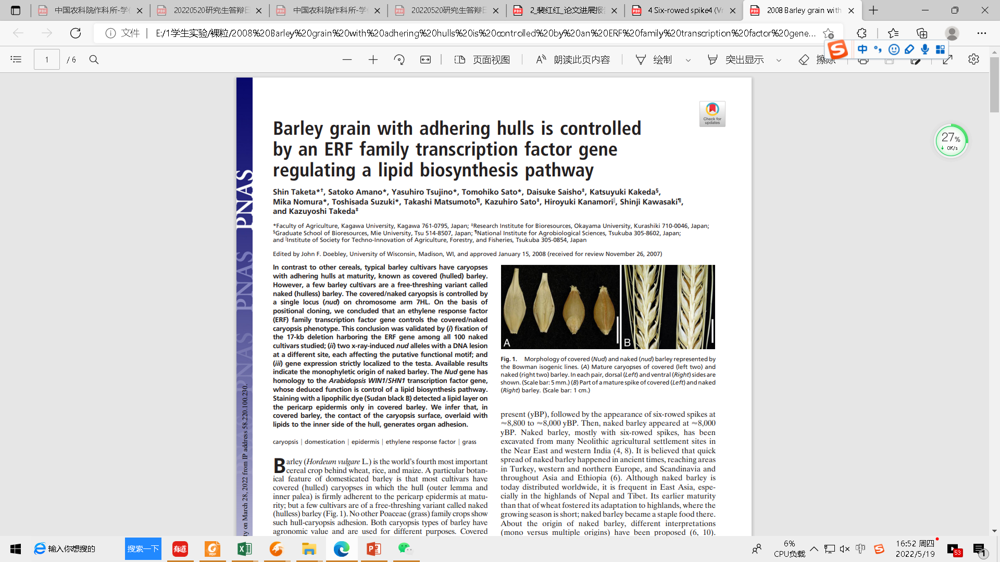 中国农科院作科所-学
20220520研究生答辩日
中国农科院作科所-学
20220520研究生答辩日
2_裴红红_论文进展报
4 Six-rowed spike4 (Vr
2008 Barley grain with
文件
E:/1学生实验/裸粒/2008%20Barley%20grain%20with%20adhering%20hulls%20is%20controlled%20by%20an%20ERF%20family%20transcription%20factor%20gene...
中
1
/ 6
页面视图
朗读此页内容
绘制
突出显示
擦除
Check for
updates
27%
0K/s
Barley grain with adhering hulls is controlled
by an ERF family transcription factor gene
regulating a lipid biosynthesis pathway
Shin Taketa*†, Satoko Amano*, Yasuhiro Tsujino*, Tomohiko Sato*, Daisuke Saisho‡, Katsuyuki Kakeda§,
Mika Nomura*, Toshisada Suzuki*, Takashi Matsumoto¶, Kazuhiro Sato‡, Hiroyuki Kanamori‖, Shinji Kawasaki¶,
and Kazuyoshi Takeda‡
*Faculty of Agriculture, Kagawa University, Kagawa 761-0795, Japan; ‡Research Institute for Bioresources, Okayama University, Kurashiki 710-0046, Japan;
§Graduate School of Bioresources, Mie University, Tsu 514-8507, Japan; ¶National Institute for Agrobiological Sciences, Tsukuba 305-8602, Japan;
and ‖Institute of Society for Techno-Innovation of Agriculture, Forestry, and Fisheries, Tsukuba 305-0854, Japan
Edited by John F. Doebley, University of Wisconsin, Madison, WI, and approved January 15, 2008 (received for review November 26, 2007)
In contrast to other cereals, typical barley cultivars have caryopses
with adhering hulls at maturity, known as covered (hulled) barley.
However, a few barley cultivars are a free-threshing variant called
naked (hulless) barley. The covered/naked caryopsis is controlled by
a single locus (nud) on chromosome arm 7HL. On the basis of
positional cloning, we concluded that an ethylene response factor
(ERF) family transcription factor gene controls the covered/naked
caryopsis phenotype. This conclusion was validated by (i) fixation of
the 17-kb deletion harboring the ERF gene among all 100 naked
cultivars studied; (ii) two x-ray-induced nud alleles with a DNA lesion
at a different site, each affecting the putative functional motif; and
(iii) gene expression strictly localized to the testa. Available results
indicate the monophyletic origin of naked barley. The Nud gene has
homology to the Arabidopsis WIN1/SHN1 transcription factor gene,
whose deduced function is control of a lipid biosynthesis pathway.
Staining with a lipophilic dye (Sudan black B) detected a lipid layer on
the pericarp epidermis only in covered barley. We infer that, in
covered barley, the contact of the caryopsis surface, overlaid with
lipids to the inner side of the hull, generates organ adhesion.
caryopsis | domestication | epidermis | ethylene response factor | grass
Barley (Hordeum vulgare L.) is the world's fourth most important
cereal crop behind wheat, rice, and maize. A particular botan-
ical feature of domesticated barley is that most cultivars have
covered (hulled) caryopses in which the hull (outer lemma and
inner palea) is firmly adherent to the pericarp epidermis at matu-
rity; but a few cultivars are of a free-threshing variant called naked
(hulless) barley (Fig. 1). No other Poaceae (grass) family crops show
such hull-caryopsis adhesion. Both caryopsis types of barley have
agronomic value and are used for different purposes. Covered
A
B
Fig. 1. Morphology of covered (Nud) and naked (nud) barley represented by
the Bowman isogenic lines. (A) Mature caryopses of covered (left two) and
naked (right two) barley. In each pair, dorsal (Left) and ventral (Right) sides are
shown. (Scale bar: 5 mm.) (B) Part of a mature spike of covered (Left) and naked
(Right) barley. (Scale bar: 1 cm.)
present (yBP), followed by the appearance of six-rowed spikes at
≈8,800 to ≈8,000 yBP. Then, naked barley appeared at ≈8,000
yBP. Naked barley, mostly with six-rowed spikes, has been
excavated from many Neolithic agricultural settlement sites in
the Near East and western India (4, 8). It is believed that quick
spread of naked barley happened in ancient times, reaching areas
in Turkey, western and northern Europe, and Scandinavia and
throughout Asia and Ethiopia (6). Although naked barley is
today distributed worldwide, it is frequent in East Asia, espe-
cially in the highlands of Nepal and Tibet. Its earlier maturity
than that of wheat fostered its adaptation to highlands, where the
growing season is short; naked barley became a staple food there.
About the origin of naked barley, different interpretations
(mono versus multiple origins) have been proposed (6, 10).
PNAS
PNAS
PNAS
ty on March 28, 2022 from IP address 58.220.100.230.
输入你想搜的
搜索一下
有道
PDF
6%
CPU负载
中
16:52 周四
2022/5/19
53
1